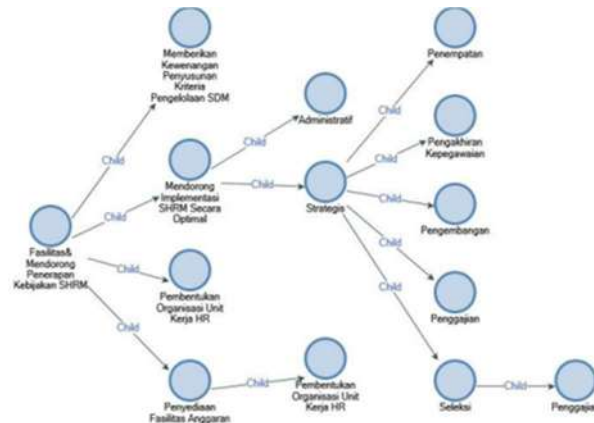 Memberikan
Kewenangan
Penyusunan
Kriteria
Pengelolaan SDM
Penempatan
Child
Administratif
Pengakhiran
Kepegawaian
Child
Child
Child
Mendorong
Implementasi
SHRM Secara
Optimal
Child
Strategis
Child
Pengembangan
Child
Child
Fasilitas&
Mendorong
Penerapan
Kebijakan SHRM
Child
Pembentukan
Organisasi Unit
Kerja HR
Child
Penggajian
Child
Child
Penyediaan
Fasilitas Anggaran
Child
Pembentukan
Organisasi Unit
Kerja HR
Seleksi
Child
Penggajia